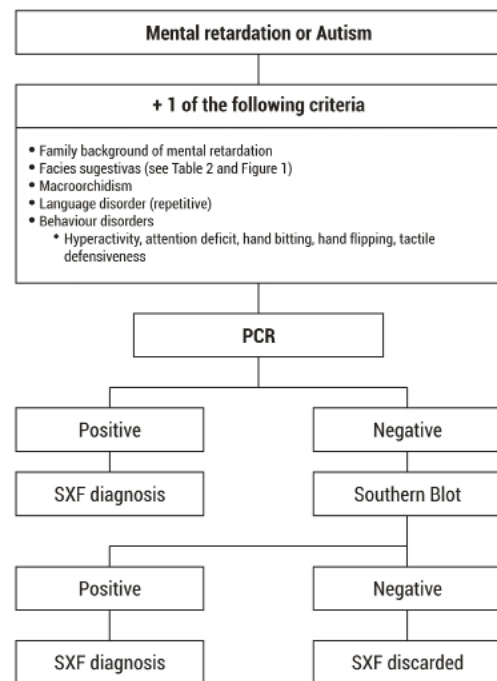 Mental retardation or Autism
+ 1 of the following criteria
• Family background of mental retardation
• Facies sugestivas (see Table 2 and Figure 1)
• Macroorchidism
• Language disorder (repetitive)
• Behaviour disorders
• Hyperactivity, attention deficit, hand bitting, hand flipping, tactile
defensiveness
PCR
Positive
Negative
SXF diagnosis
Southern Blot
Positive
Negative
SXF diagnosis
SXF discarded